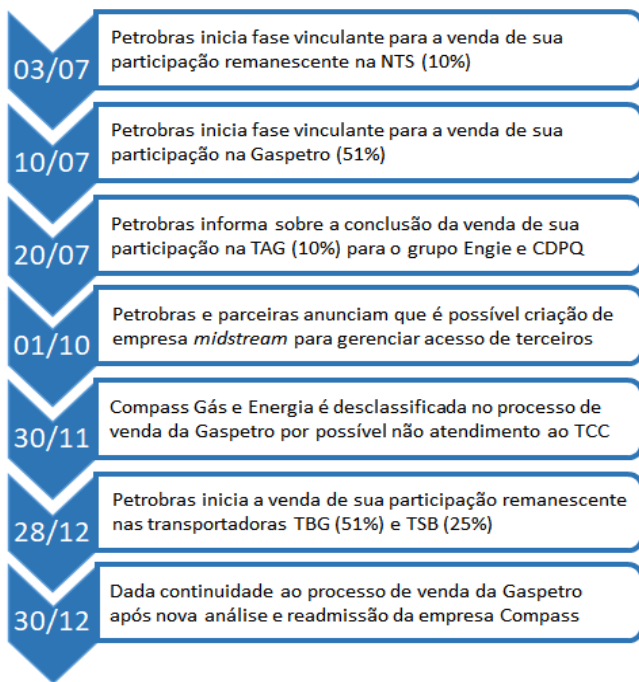 03/07
Petrobras inicia fase vinculante para a venda de sua
participação remanescente na NTS (10%)
10/07
Petrobras inicia fase vinculante para a venda de sua
participação na Gaspetro (51%)
20/07
Petrobras informa sobre a conclusão da venda de sua
participação na TAG (10%) para o grupo Engie e CDPQ
01/10
Petrobras e parceiras anunciam que é possível criação de
empresa midstream para gerenciar acesso de terceiros
30/11
Compass Gás e Energia é desclassificada no processo de
venda da Gaspetro por possível não atendimento ao TCC
28/12
Petrobras inicia a venda de sua participação remanescente
nas transportadoras TBG (51%) e TSB (25%)
30/12
Dada continuidade ao processo de venda da Gaspetro
após nova análise e readmissão da empresa Compass